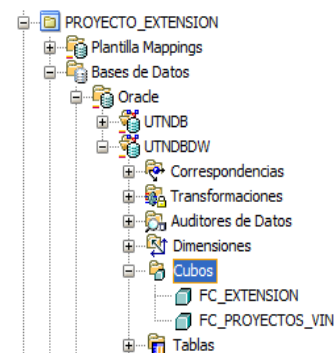 PROYECTO_EXTENSION
Plantilla Mappings
Bases de Datos
Oracle
UTNDB
UTNDBDW
Correspondencias
Transformaciones
Auditores de Datos
Dimensiones
Cubos
FC_EXTENSION
FC_PROYECTOS_VIN
Tablas